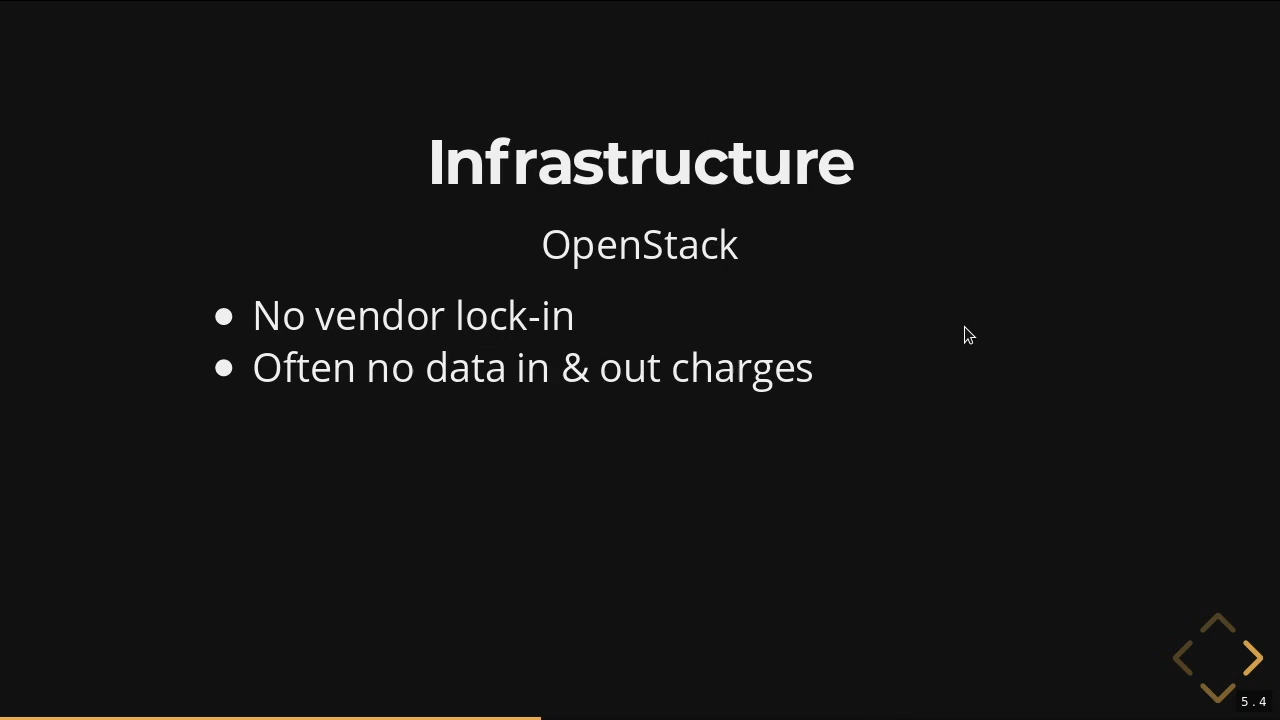 Infrastructure
OpenStack
● No vendor lock-in
● Often no data in & out charges
5.4